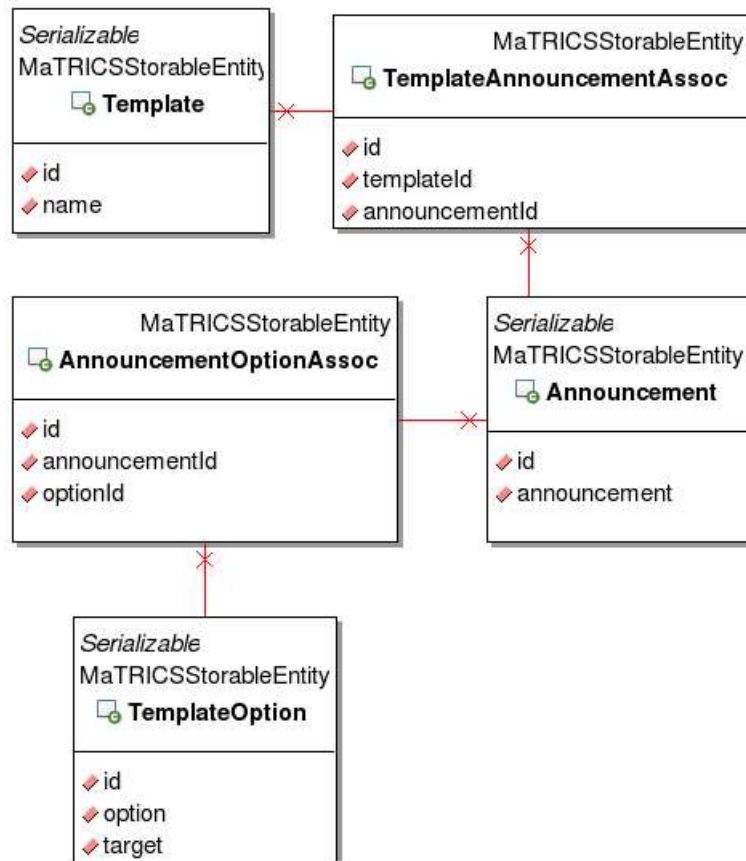 Serializable
MaTRICSStorableEntity
Template
id
name
MaTRICSStorableEntity
TemplateAnnouncementAssoc
id
templateId
announcementId
MaTRICSStorableEntity
AnnouncementOptionAssoc
id
announcementId
optionId
Serializable
MaTRICSStorableEntity
Announcement
id
announcement
Serializable
MaTRICSStorableEntity
TemplateOption
id
option
target